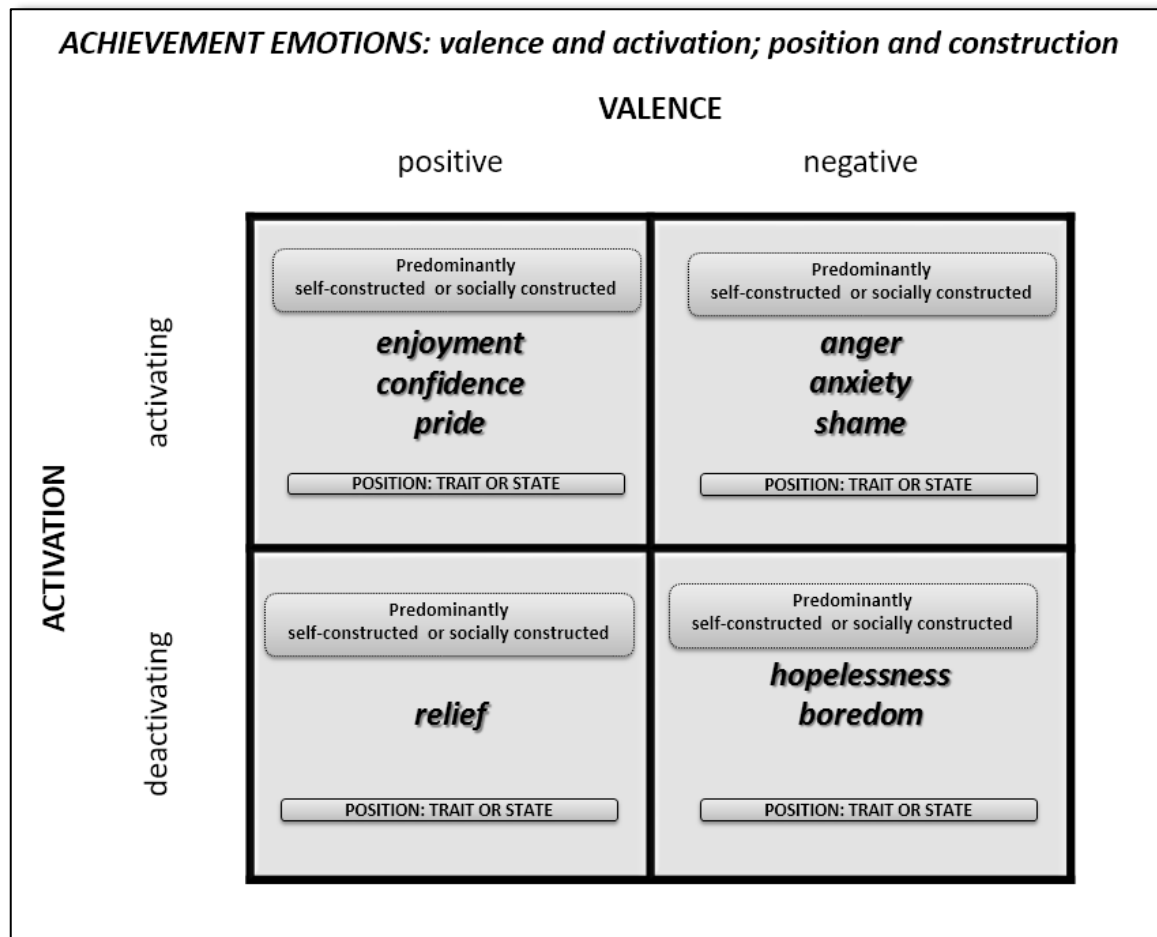 ACHIEVEMENT EMOTIONS: valence and activation; position and construction
VALENCE
positive
negative
ACTIVATION
activating
Predominantly
self-constructed or socially constructed
enjoyment
confidence
pride
POSITION: TRAIT OR STATE
Predominantly
self-constructed or socially constructed
anger
anxiety
shame
POSITION: TRAIT OR STATE
deactivating
Predominantly
self-constructed or socially constructed
relief
POSITION: TRAIT OR STATE
Predominantly
self-constructed or socially constructed
hopelessness
boredom
POSITION: TRAIT OR STATE